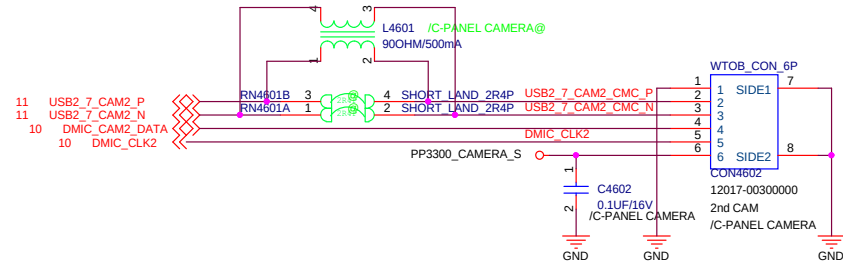 4 3
L4601 /C-PANEL CAMERA@
90OHM/500mA
1 2
WTOB_CON_6P
11 USB2_7_CAM2_P RN4601B 3 4 SHORT_LAND_2R4P USB2_7_CAM2_CMC_P
11 USB2_7_CAM2_N RN4601A 1 2 SHORT_LAND_2R4P USB2_7_CAM2_CMC_N
10 DMIC_CAM2_DATA
10 DMIC_CLK2 DMIC_CLK2
PP3300_CAMERA_S
1 1 SIDE1 7
2 2
3 3
4 4
5 5
6 6 SIDE2 8
CON4602
12017-00300000
2nd CAM
/C-PANEL CAMERA
1
C4602
2 0.1UF/16V
/C-PANEL CAMERA
GND GND GND